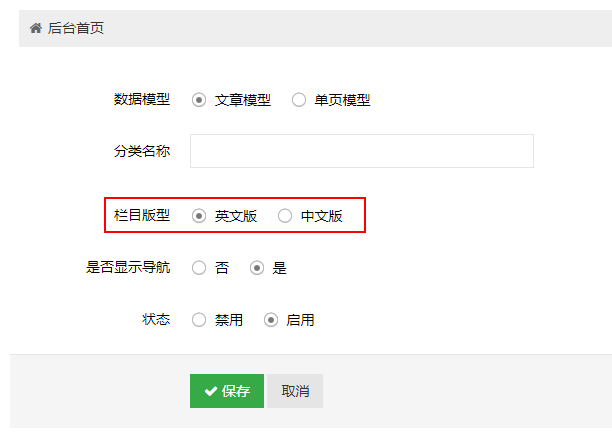 后台首页
数据模型 文章模型 单页模型
分类名称
栏目版型 英文版 中文版
是否显示导航 否 是
状态 禁用 启用
保存 取消